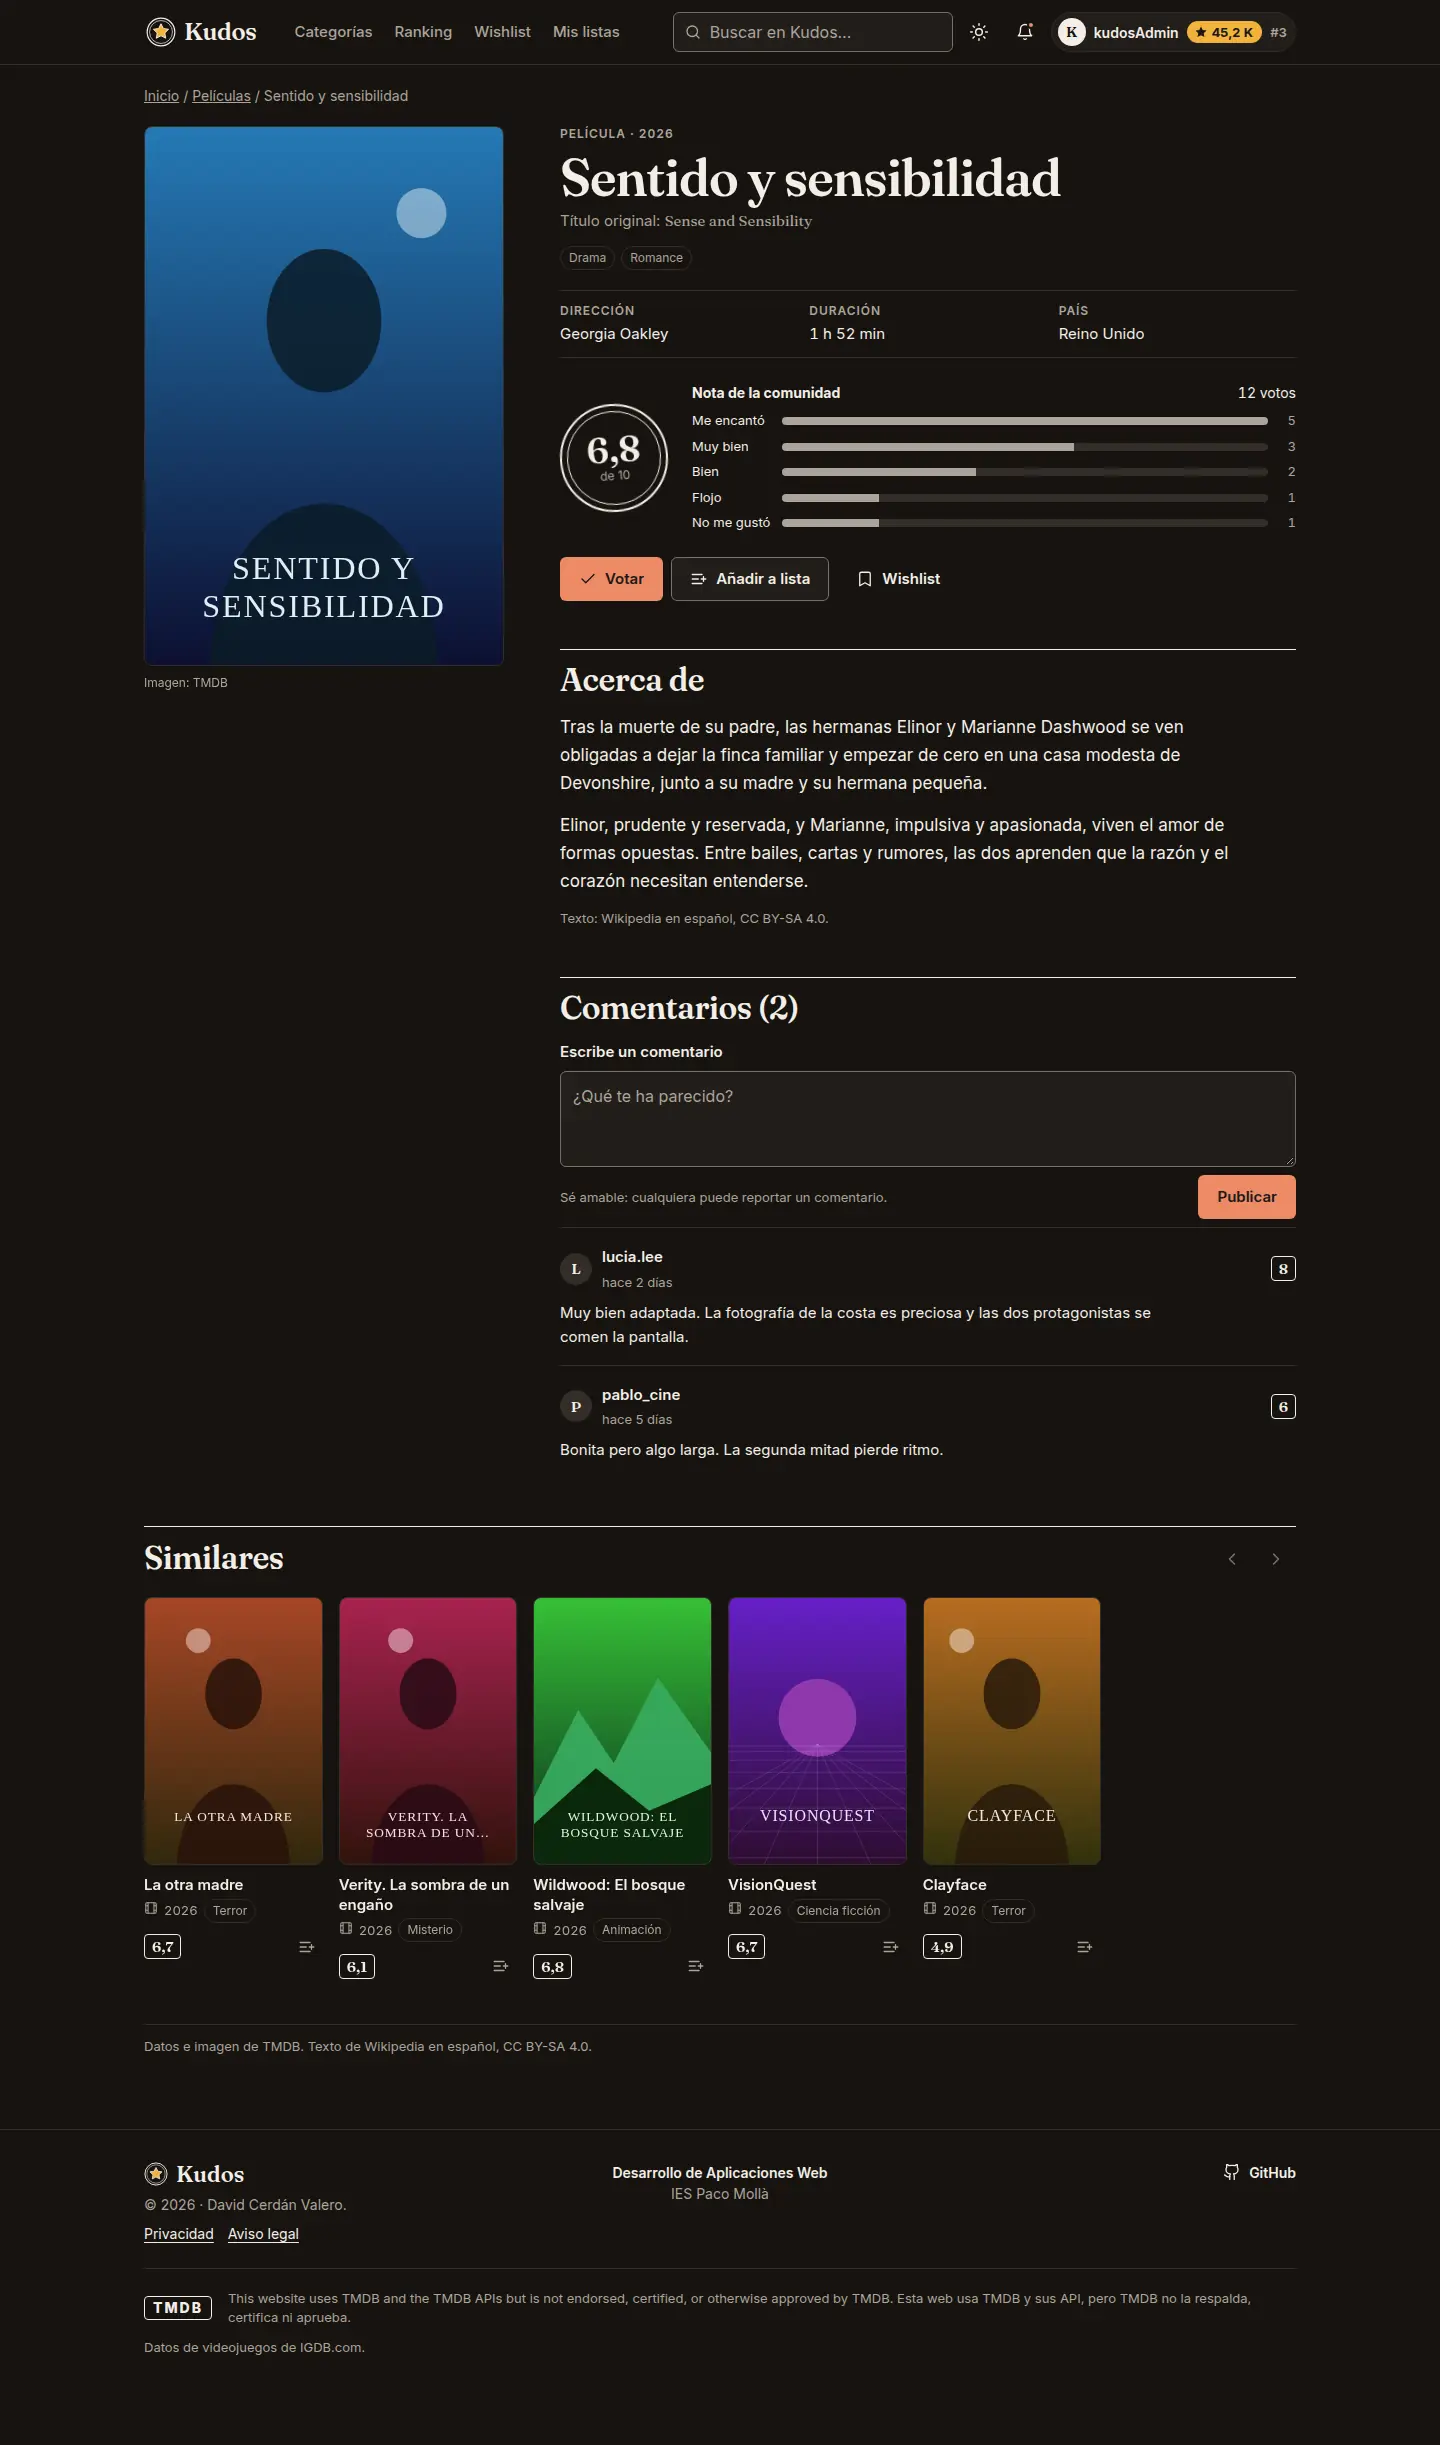 Kudos
Categorías Ranking Wishlist Mis listas
Buscar en Kudos...
K kudosAdmin ★ 45,2 K #3
Inicio / Películas / Sentido y sensibilidad
SENTIDO Y
SENSIBILIDAD
Imagen: TMDB
PELÍCULA · 2026
Sentido y sensibilidad
Título original: Sense and Sensibility
Drama Romance
DIRECCIÓN DURACIÓN PAÍS
Georgia Oakley 1 h 52 min Reino Unido
6,8
de 10
Nota de la comunidad 12 votos
Me encantó 5
Muy bien 3
Bien 2
Flojo 1
No me gustó 1
Votar Añadir a lista Wishlist
Acerca de
Tras la muerte de su padre, las hermanas Elinor y Marianne Dashwood se ven
obligadas a dejar la finca familiar y empezar de cero en una casa modesta de
Devonshire, junto a su madre y su hermana pequeña.
Elinor, prudente y reservada, y Marianne, impulsiva y apasionada, viven el amor de
formas opuestas. Entre bailes, cartas y rumores, las dos aprenden que la razón y el
corazón necesitan entenderse.
Texto: Wikipedia en español, CC BY-SA 4.0.
Comentarios (2)
Escribe un comentario
¿Qué te ha parecido?
Sé amable: cualquiera puede reportar un comentario.
Publicar
L lucia.lee
hace 2 días
8
Muy bien adaptada. La fotografía de la costa es preciosa y las dos protagonistas se
comen la pantalla.
P pablo_cine
hace 5 días
6
Bonita pero algo larga. La segunda mitad pierde ritmo.
Similares
LA OTRA MADRE
La otra madre
2026 Terror
6,7
VERITY. LA
SOMBRA DE UN...
Verity. La sombra de un
engaño
2026 Misterio
6,1
WILDWOOD: EL
BOSQUE SALVAJE
Wildwood: El bosque
salvaje
2026 Animación
6,8
VISIONQUEST
VisionQuest
2026 Ciencia ficción
6,7
CLAYFACE
Clayface
2026 Terror
4,9
Datos e imagen de TMDB. Texto de Wikipedia en español, CC BY-SA 4.0.
Kudos
© 2026 · David Cerdán Valero.
Privacidad Aviso legal
Desarrollo de Aplicaciones Web
IES Paco Mollà
GitHub
TMDB
This website uses TMDB and the TMDB APIs but is not endorsed, certified, or otherwise approved by TMDB. Esta web usa TMDB y sus API, pero TMDB no la respalda,
certifica ni aprueba.
Datos de videojuegos de IGDB.com.